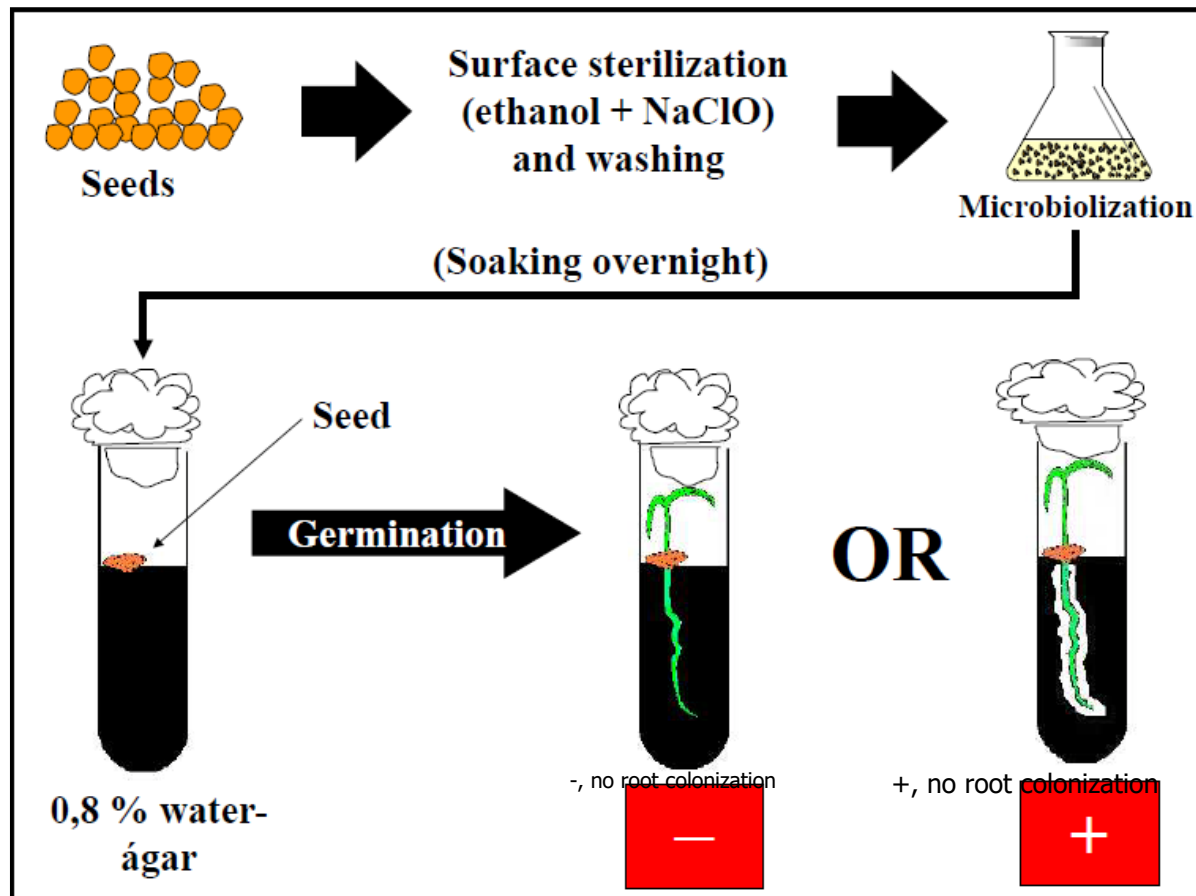 Surface sterilization
(ethanol + NaClO)
and washing
Seeds
Microbiolization
(Soaking overnight)
Seed
Germination
OR
-, no root colonization
+, no root colonization
0,8 % water-
ágar
—
+